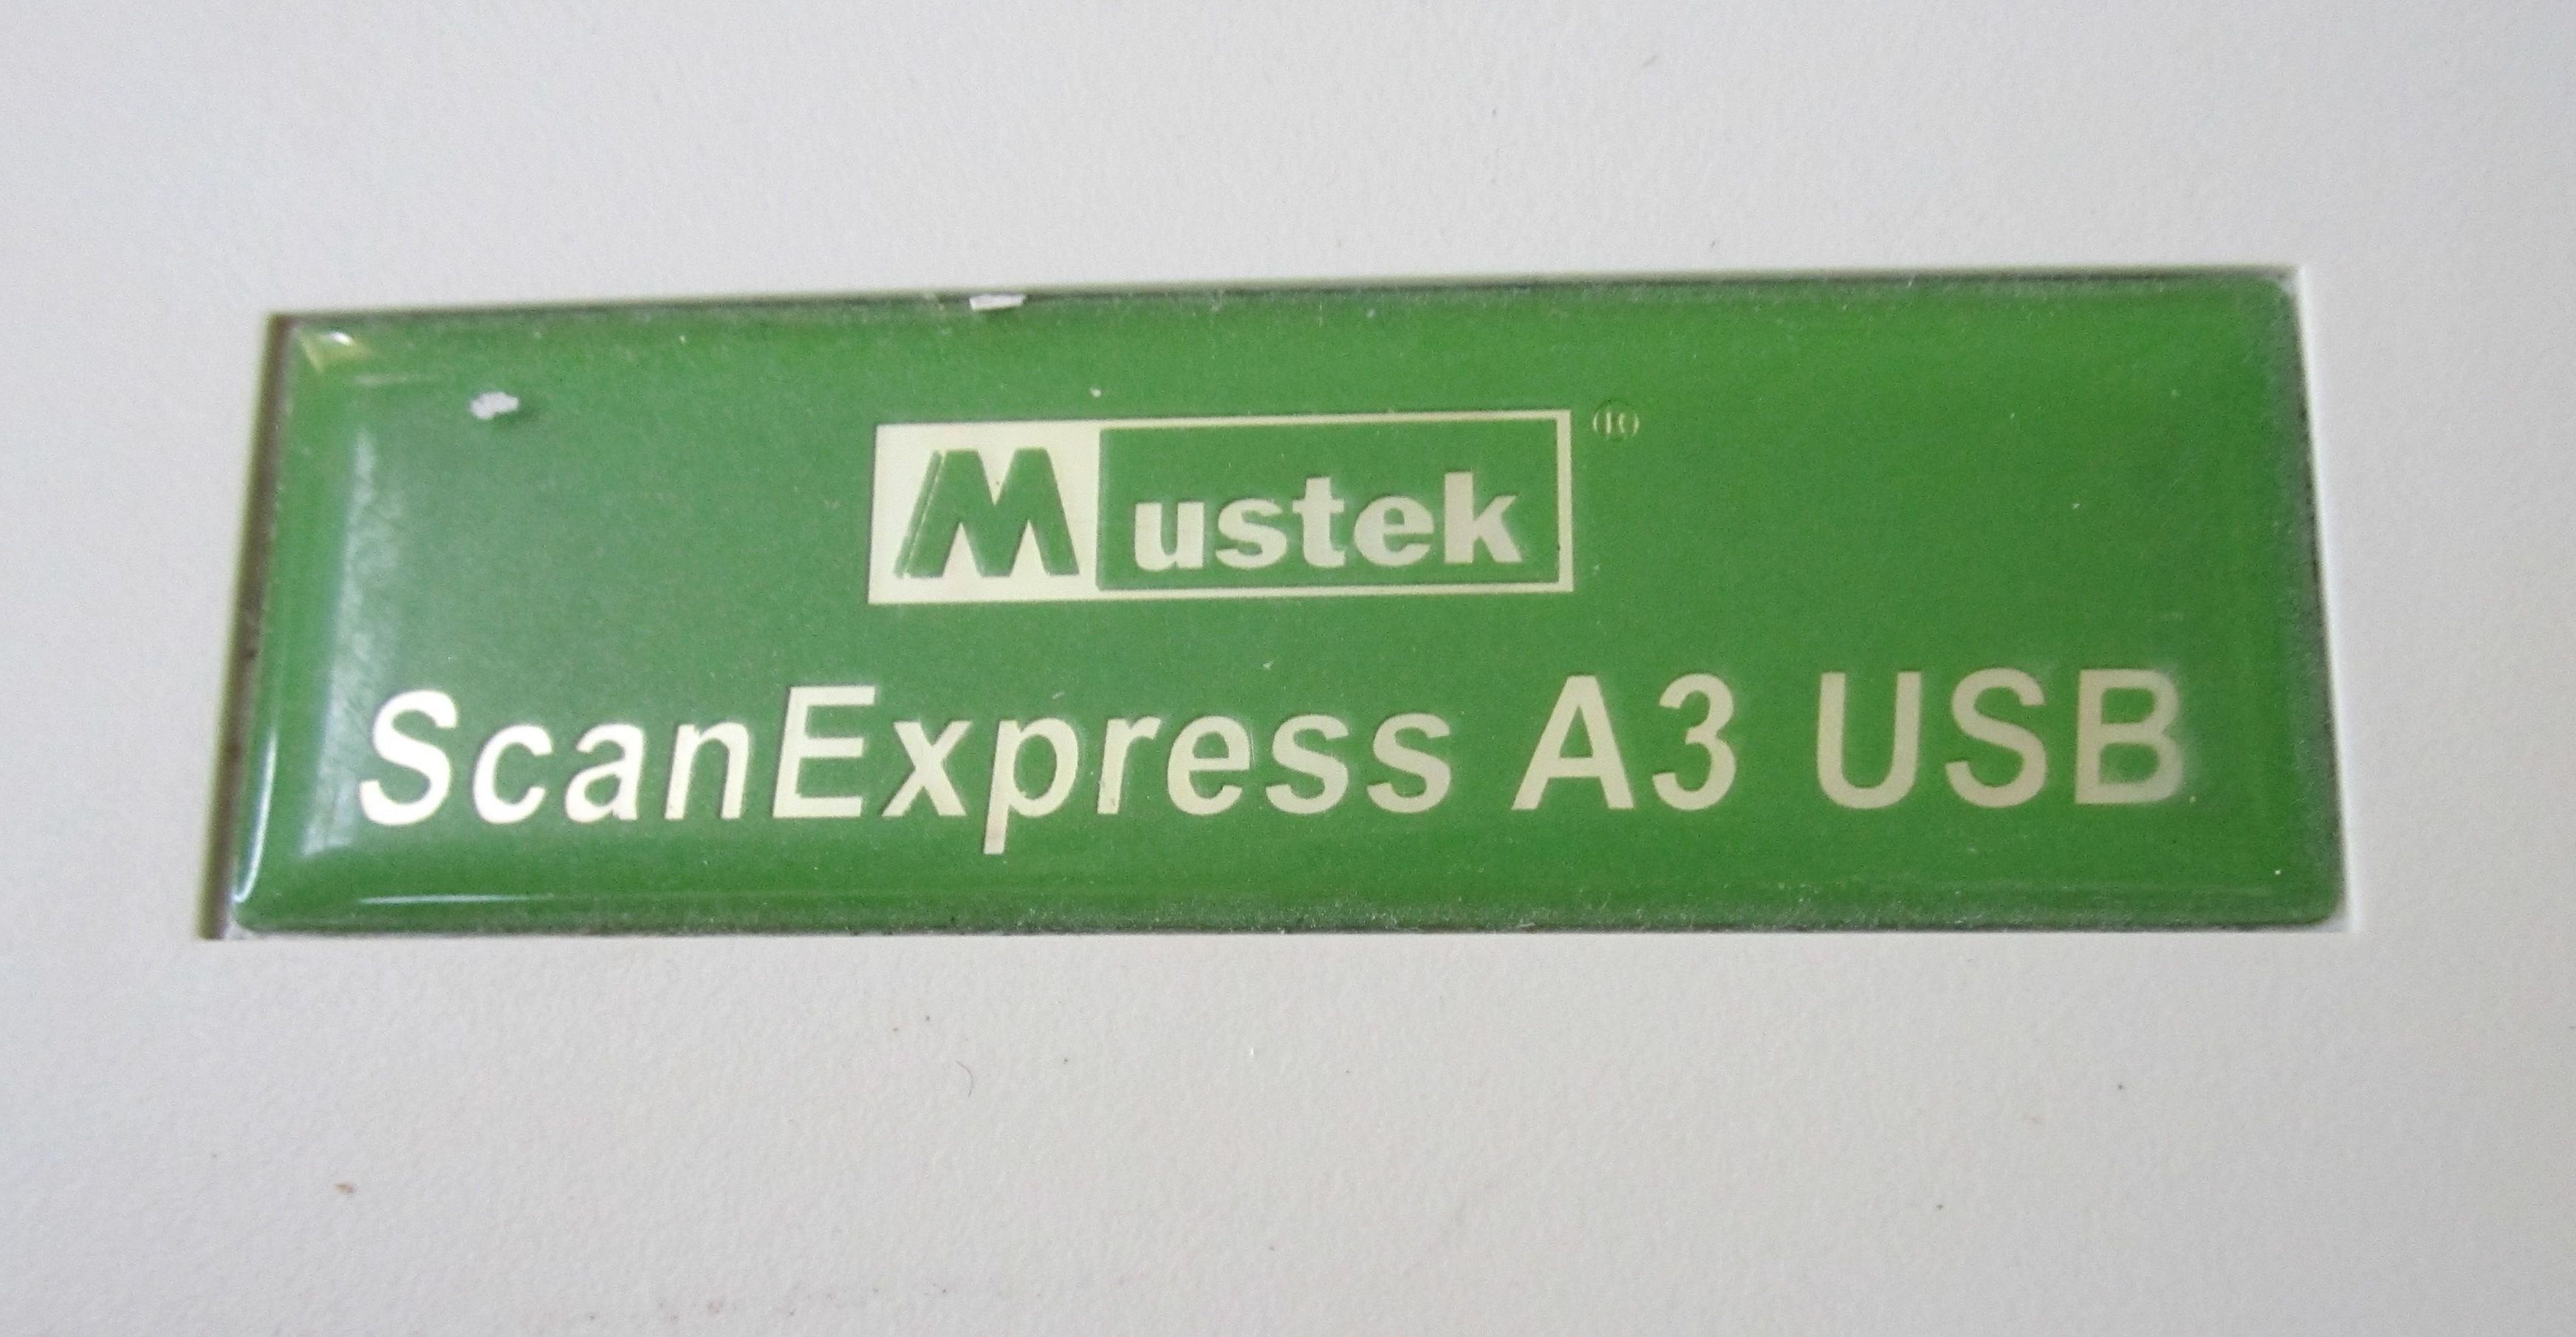 Mustek ®
ScanExpress A3 USB